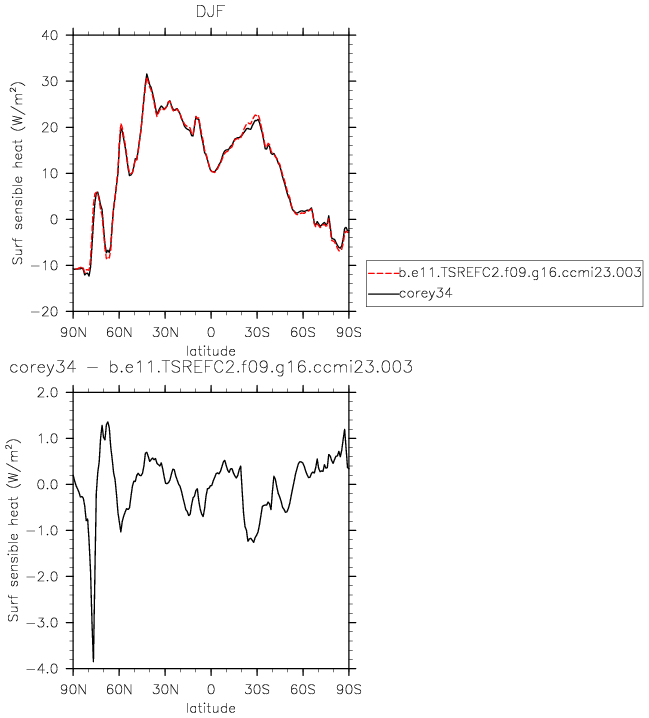 DJF
40
30
20
10
0
−10
−20
Surf sensible heat (W/m²)
90N 60N 30N 0 30S 60S 90S
latitude
b.e11.TSREFC2.f09.g16.ccmi23.003
corey34
corey34 − b.e11.TSREFC2.f09.g16.ccmi23.003
2.0
1.0
0.0
−1.0
−2.0
−3.0
−4.0
Surf sensible heat (W/m²)
90N 60N 30N 0 30S 60S 90S
latitude